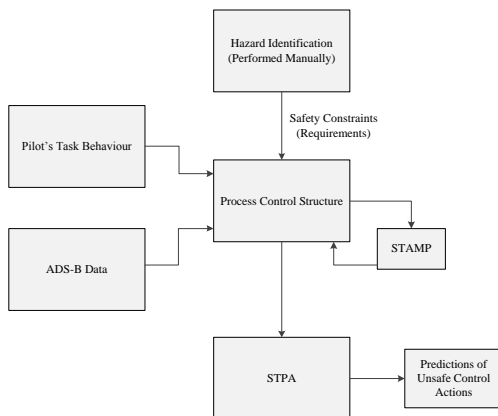 Hazard Identification
(Performed Manually)
Safety Constraints
(Requirements)
Pilot's Task Behaviour
Process Control Structure
ADS-B Data
STAMP
STPA
Predictions of
Unsafe Control
Actions